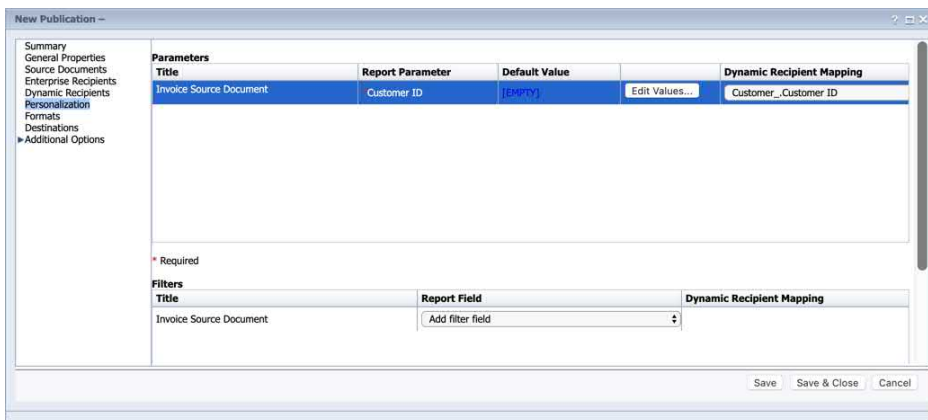 New Publication –
Summary
General Properties
Source Documents
Enterprise Recipients
Dynamic Recipients
Personalization
Formats
Destinations
Additional Options
Parameters
Title Report Parameter Default Value Dynamic Recipient Mapping
Invoice Source Document *Customer ID [EMPTY] Edit Values... Customer_.Customer ID
* Required
Filters
Title Report Field Dynamic Recipient Mapping
Invoice Source Document Add filter field
Save Save & Close Cancel